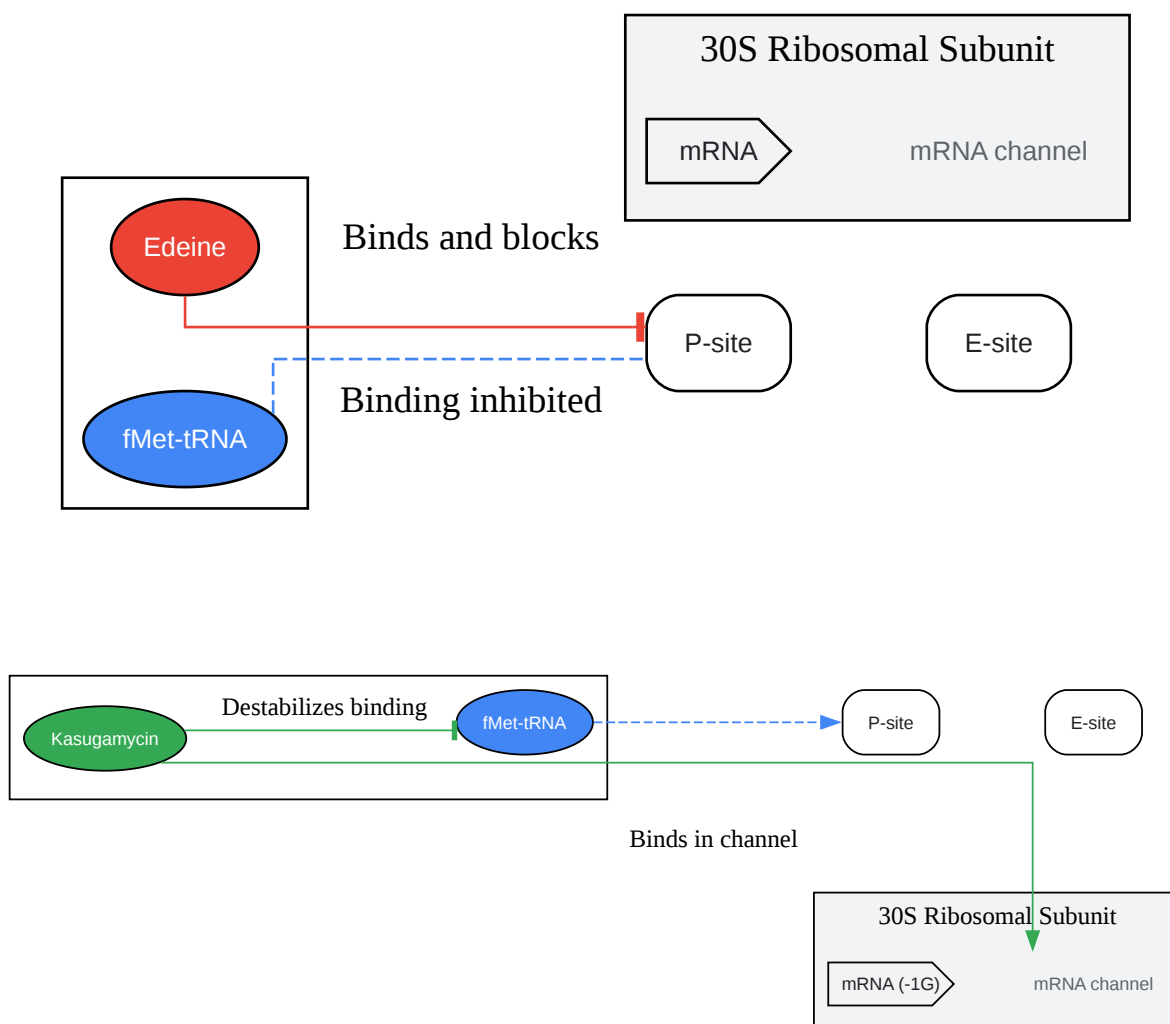 30S Ribosomal Subunit
mRNA
mRNA channel
Edeine
Binds and blocks
P-site
E-site
Binding inhibited
fMet-tRNA
Destabilizes binding
fMet-tRNA
P-site
E-site
Kasugamycin
Binds in channel
30S Ribosomal Subunit
mRNA (-1G)
mRNA channel